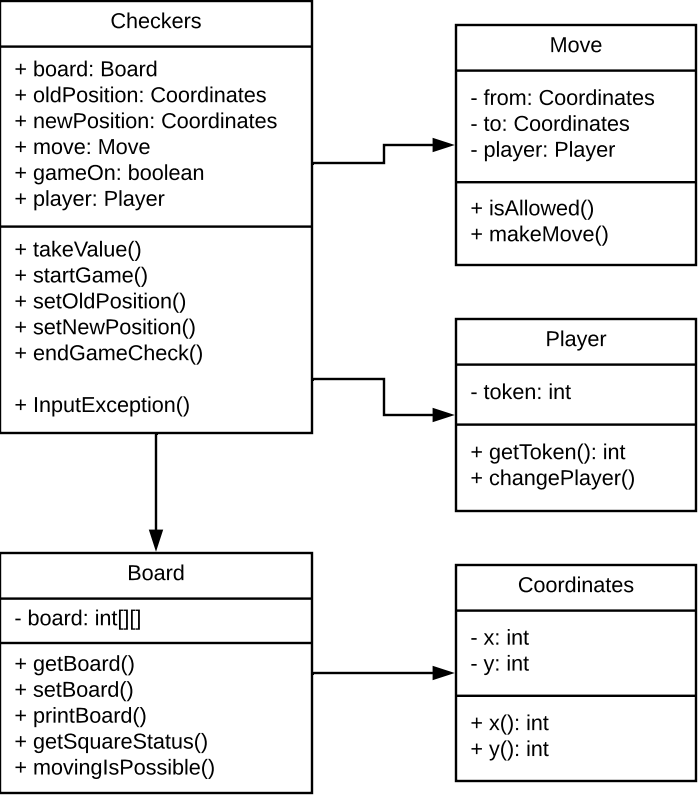 Checkers
+ board: Board
+ oldPosition: Coordinates
+ newPosition: Coordinates
+ move: Move
+ gameOn: boolean
+ player: Player
+ takeValue()
+ startGame()
+ setOldPosition()
+ setNewPosition()
+ endGameCheck()
+ InputException()
Move
- from: Coordinates
- to: Coordinates
- player: Player
+ isAllowed()
+ makeMove()
Player
- token: int
+ getToken(): int
+ changePlayer()
Board
- board: int[][]
+ getBoard()
+ setBoard()
+ printBoard()
+ getSquareStatus()
+ movingIsPossible()
Coordinates
- x: int
- y: int
+ x(): int
+ y(): int